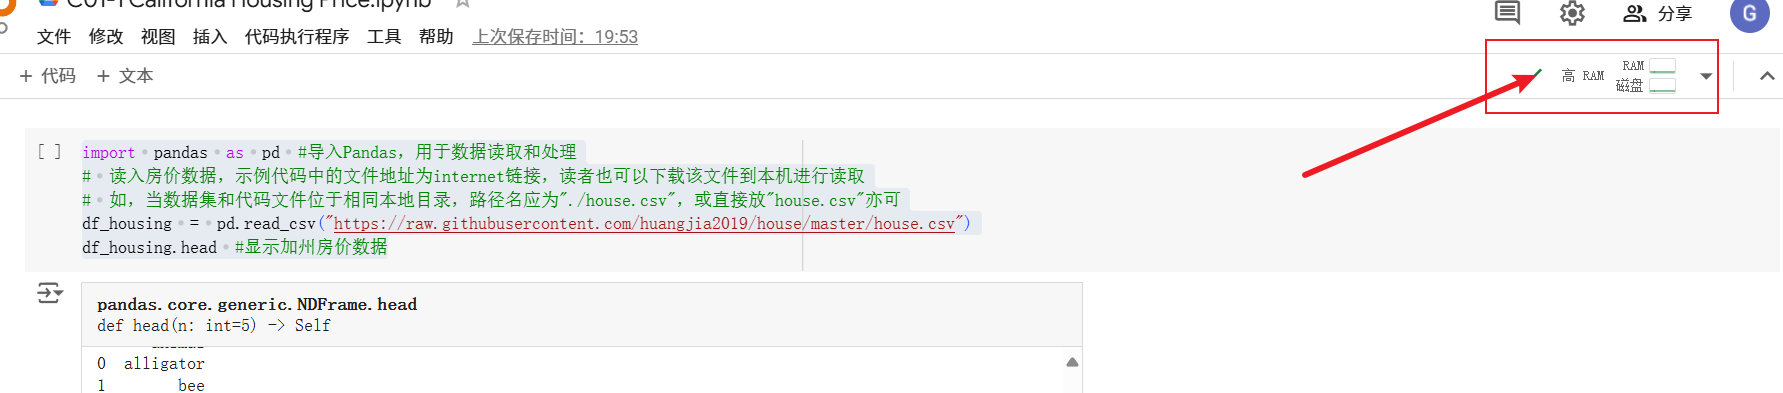 C01-1 California Housing Price.ipynb
文件 修改 视图 插入 代码执行程序 工具 帮助 上次保存时间：19:53
分享
G
+ 代码 + 文本
高 RAM
RAM
磁盘
[ ] import pandas as pd #导入Pandas，用于数据读取和处理
# 读入房价数据，示例代码中的文件地址为internet链接，读者也可以下载该文件到本机进行读取
# 如，当数据集和代码文件位于相同本地目录，路径名应为"./house.csv"，或直接放"house.csv"亦可
df_housing = pd.read_csv("https://raw.githubusercontent.com/huangjia2019/house/master/house.csv")
df_housing.head #显示加州房价数据
pandas.core.generic.NDFrame.head
def head(n: int=5) -> Self
0 alligator
1 bee